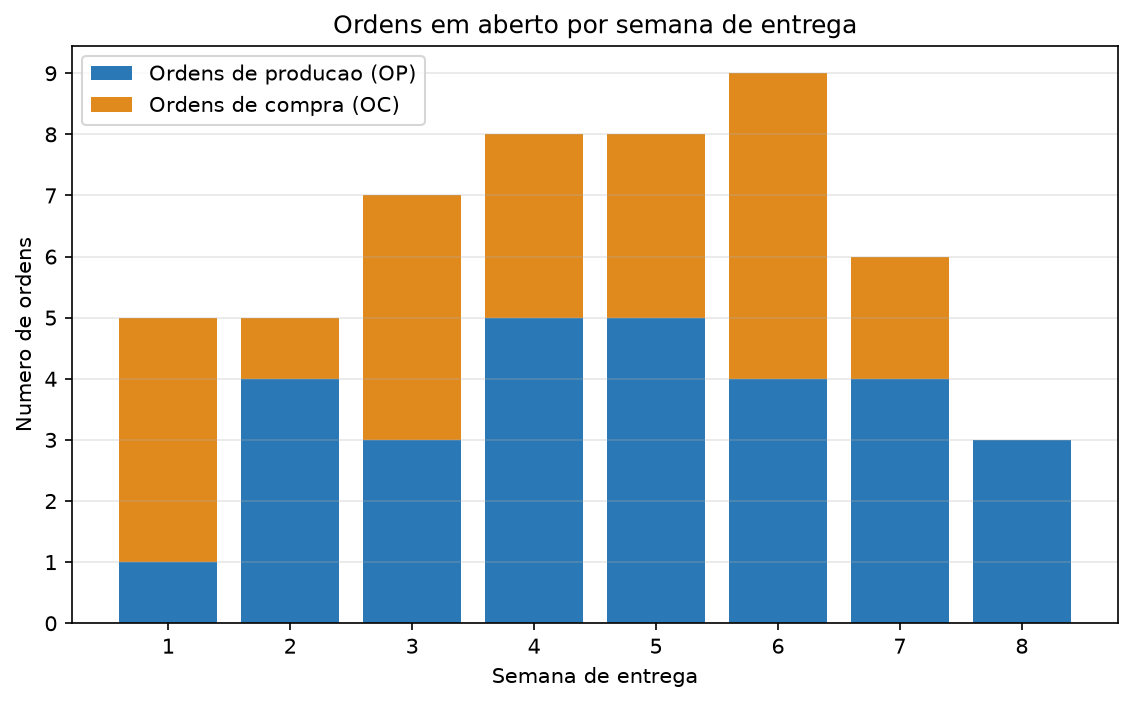 Ordens em aberto por semana de entrega
Ordens de producao (OP)
Ordens de compra (OC)
Numero de ordens
9
8
7
6
5
4
3
2
1
0
1 2 3 4 5 6 7 8
Semana de entrega